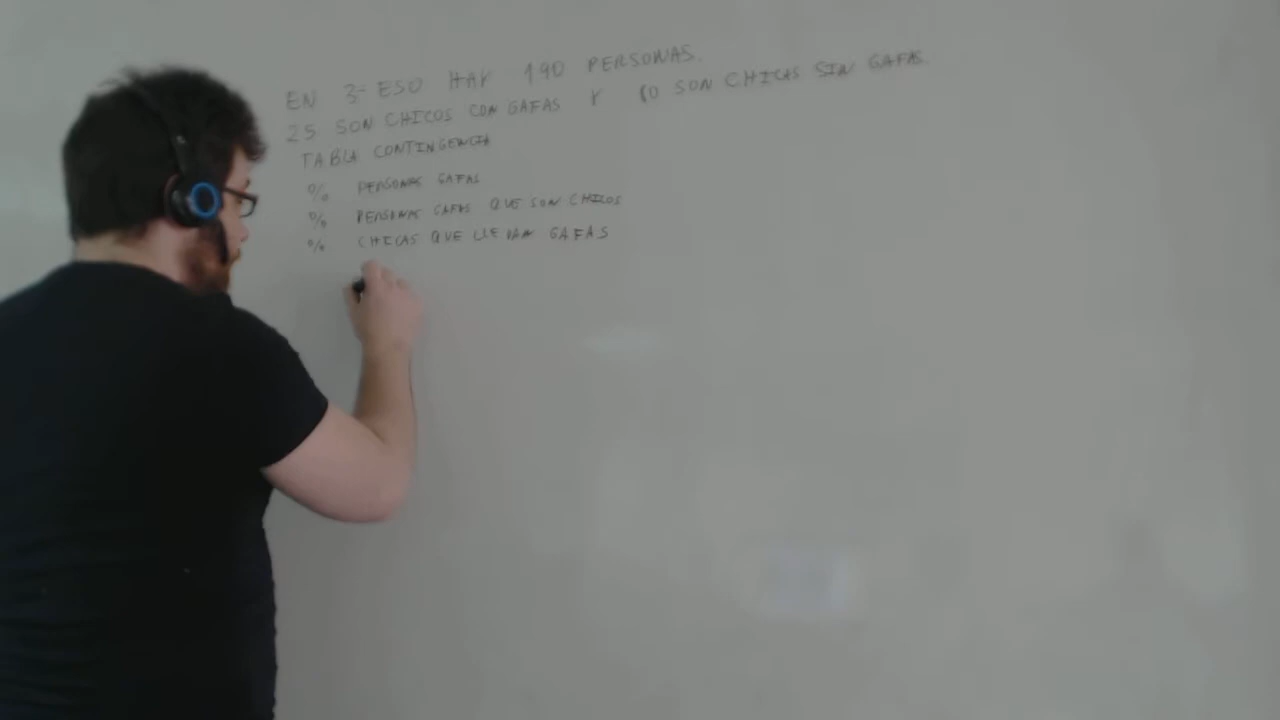 EN 3º ESO HAY 190 PERSONAS.
25 SON CHICOS CON GAFAS Y SON CHICAS SIN GAFAS.
TABLA CONTINGENCIA
% PERSONAS GAFAS
% PERSONAS GAFAS QUE SON CHICOS
% CHICAS QUE LLEVAN GAFAS